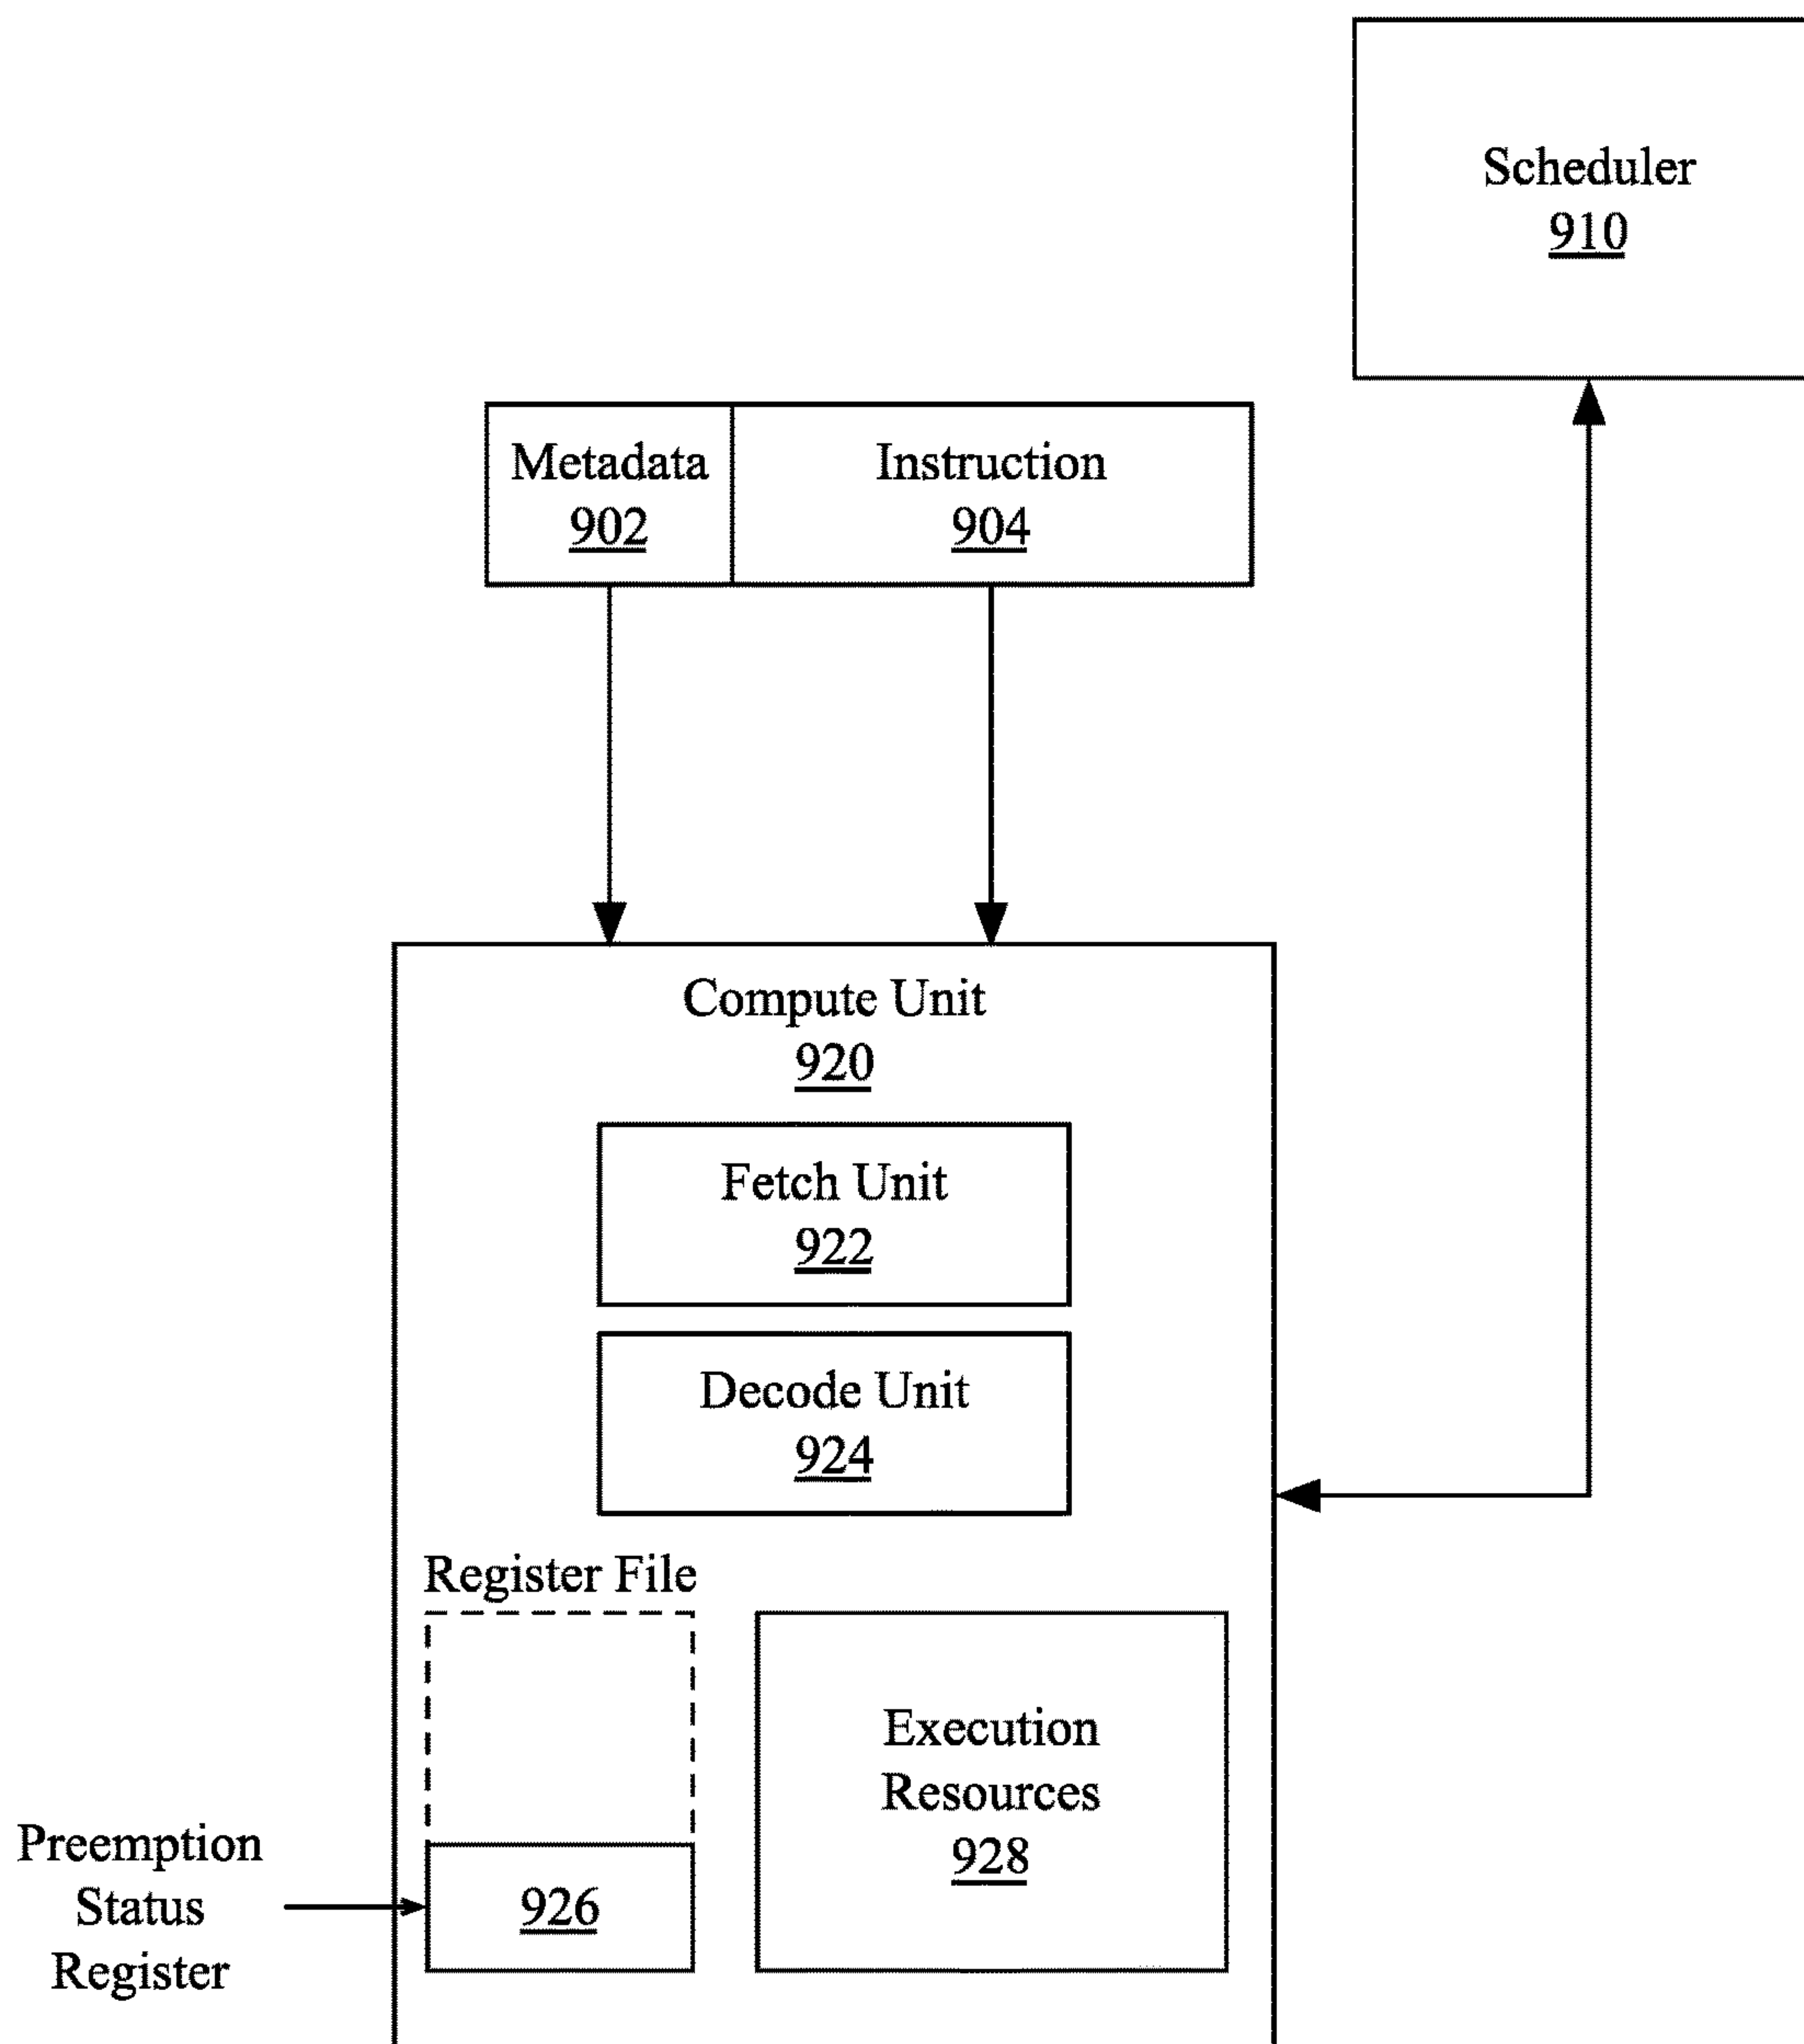 Scheduler
910
Metadata
902
Instruction
904
Compute Unit
920
Fetch Unit
922
Decode Unit
924
Register File
Execution
Resources
928
Preemption
Status
Register
926